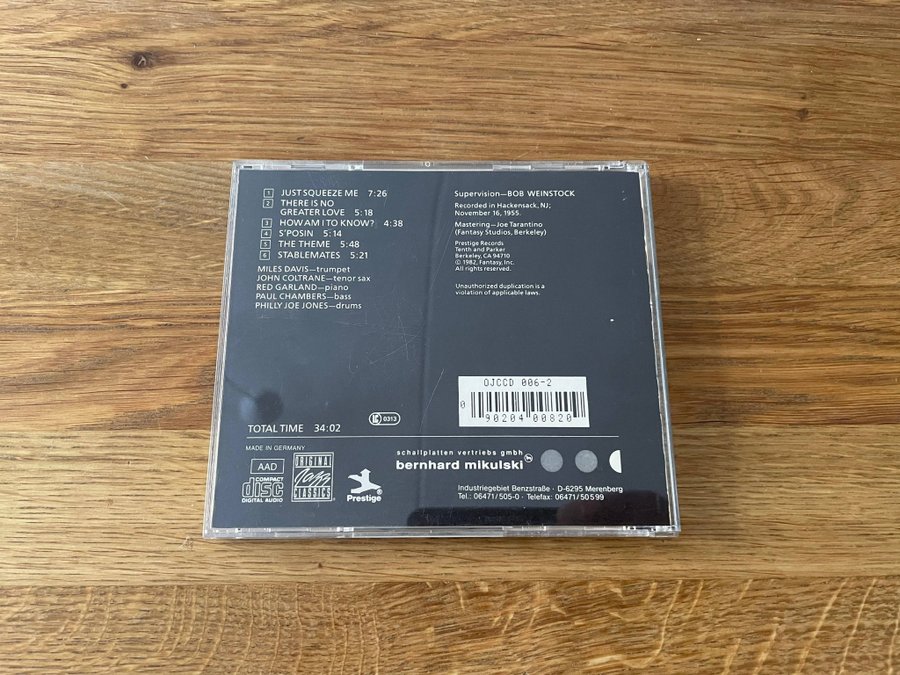 1 JUST SQUEEZE ME 7:26
2 THERE IS NO
GREATER LOVE 5:18
3 HOW AM I TO KNOW? 4:38
4 S'POSIN 5:14
5 THE THEME 5:48
6 STABLEMATES 5:21
MILES DAVIS—trumpet
JOHN COLTRANE—tenor sax
RED GARLAND—piano
PAUL CHAMBERS—bass
PHILLY JOE JONES—drums
Supervision—BOB WEINSTOCK
Recorded in Hackensack, NJ;
November 16, 1955.
Mastering—Joe Tarantino
(Fantasy Studios, Berkeley)
Prestige Records
Tenth and Parker
Berkeley, CA 94710
© 1982, Fantasy, Inc.
All rights reserved.
Unauthorized duplication is a
violation of applicable laws.
OJCCD 006-2
0 90204 00820
TOTAL TIME 34:02
LC 0313
MADE IN GERMANY
AAD
COMPACT
disc
DIGITAL AUDIO
ORIGINAL
Jazz
CLASSICS
Prestige®
schallplatten vertriebs gmbh
bernhard mikulski
Industriegebiet Benzstraße · D-6295 Merenberg
Tel.: 06471/505-0 · Telefax: 06471/50599